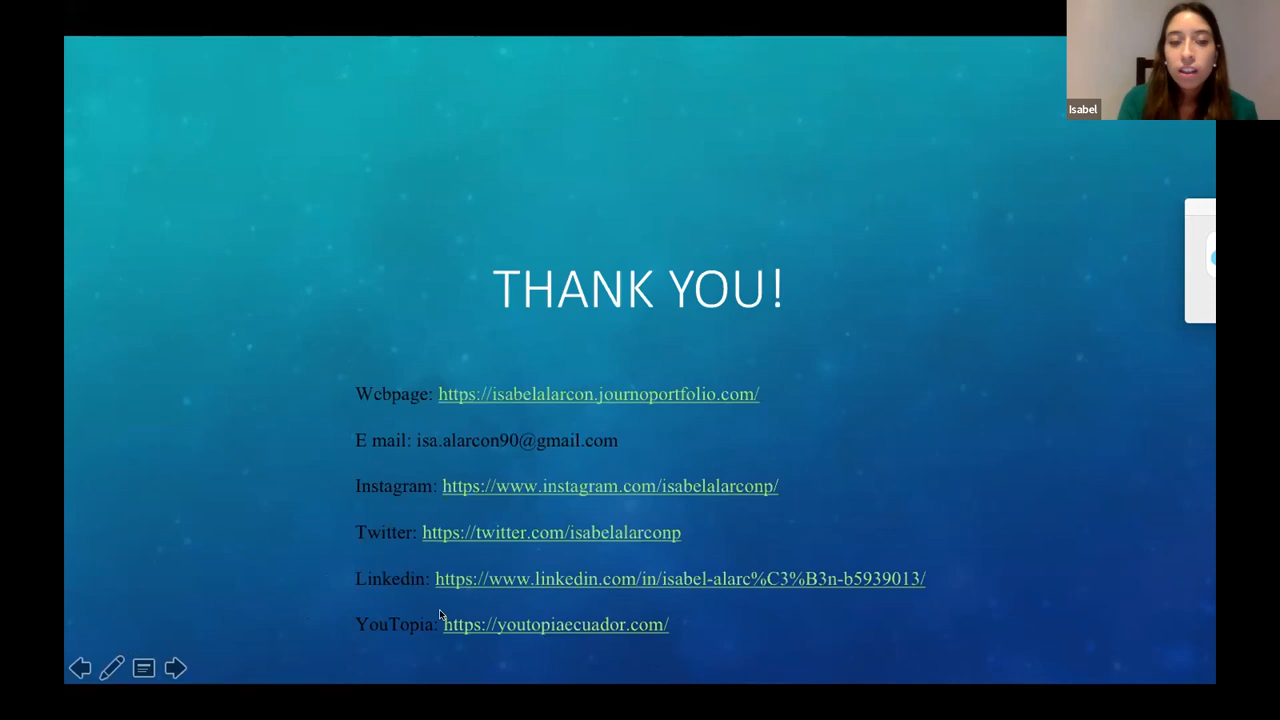 Isabel
THANK YOU!
Webpage: https://isabelalarcon.journoportfolio.com/
E mail: isa.alarcon90@gmail.com
Instagram: https://www.instagram.com/isabelalarconp/
Twitter: https://twitter.com/isabelalarconp
Linkedin: https://www.linkedin.com/in/isabel-alarc%C3%B3n-b5939013/
YouTopia: https://youtopiaecuador.com/